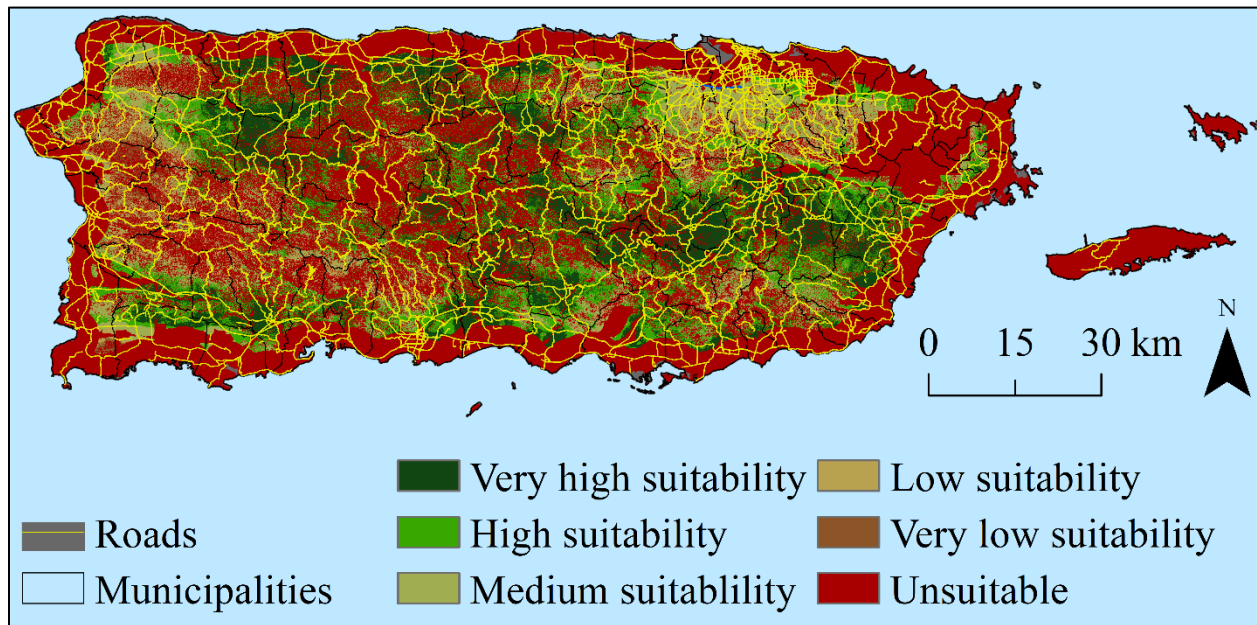 N
0 15 30 km
Very high suitability
Low suitability
Roads
High suitability
Very low suitability
Municipalities
Medium suitablility
Unsuitable